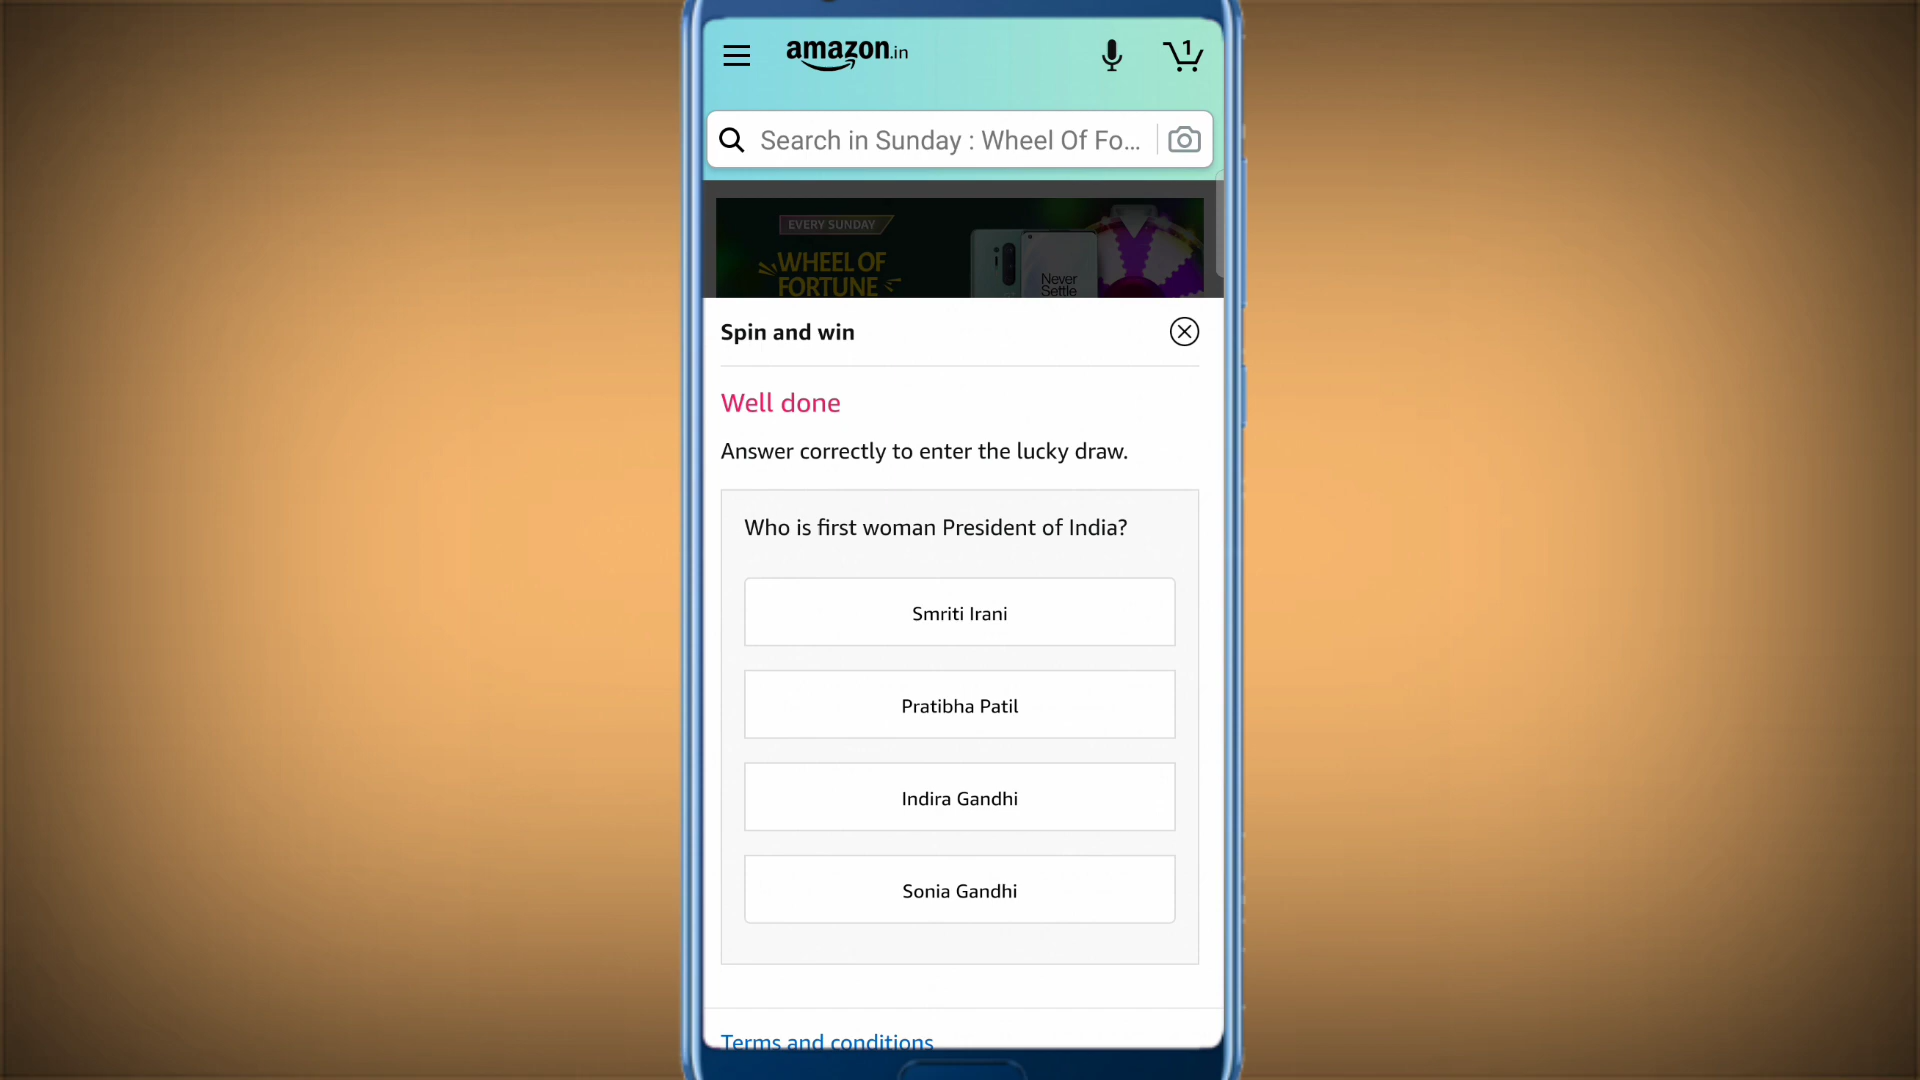 amazon.in
1
Search in Sunday : Wheel Of Fo...
EVERY SUNDAY
WHEEL OF
FORTUNE
Never
Settle
Spin and win
Well done
Answer correctly to enter the lucky draw.
Who is first woman President of India?
Smriti Irani
Pratibha Patil
Indira Gandhi
Sonia Gandhi
Terms and conditions